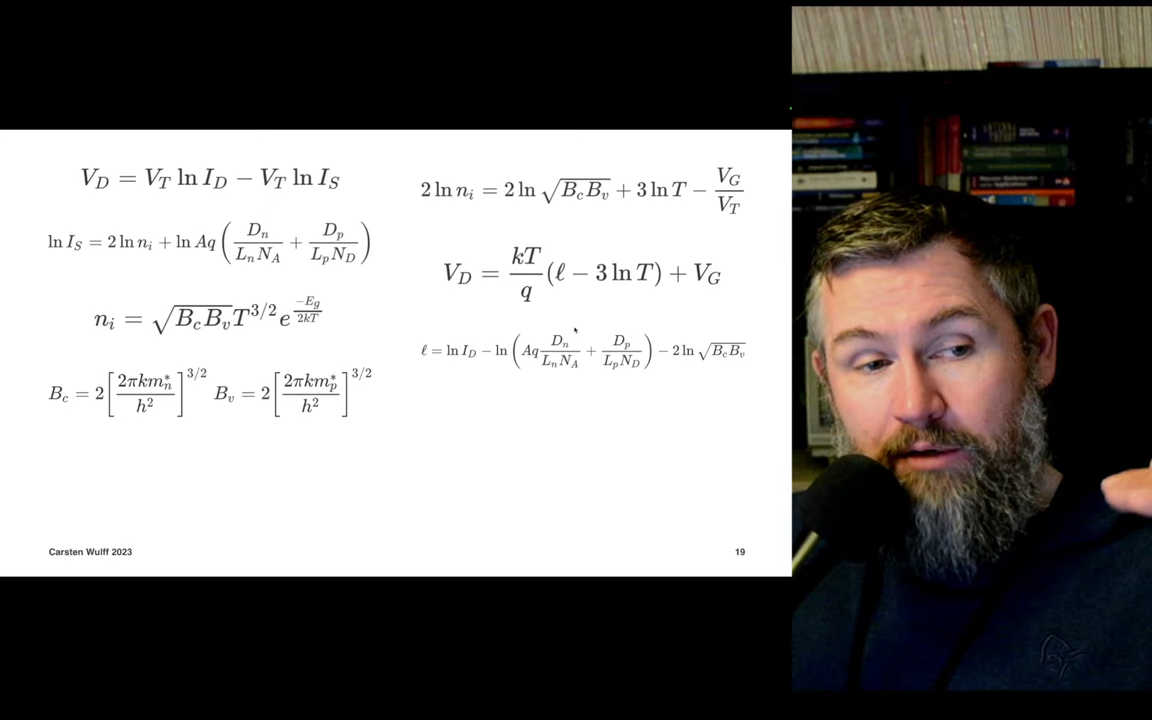 V_D = V_T ln I_D − V_T ln I_S
ln I_S = 2 ln n_i + ln Aq ( D_n / L_n N_A + D_p / L_p N_D )
n_i = √(B_c B_v) T^{3/2} e^{−E_g / 2kT}
B_c = 2 [ 2πkm_n^* / h^2 ]^{3/2} B_v = 2 [ 2πkm_p^* / h^2 ]^{3/2}
2 ln n_i = 2 ln √(B_c B_v) + 3 ln T − V_G / V_T
V_D = kT / q (ℓ − 3 ln T) + V_G
ℓ = ln I_D − ln ( Aq D_n / L_n N_A + D_p / L_p N_D ) − 2 ln √(B_c B_v)
Carsten Wulff 2023
19